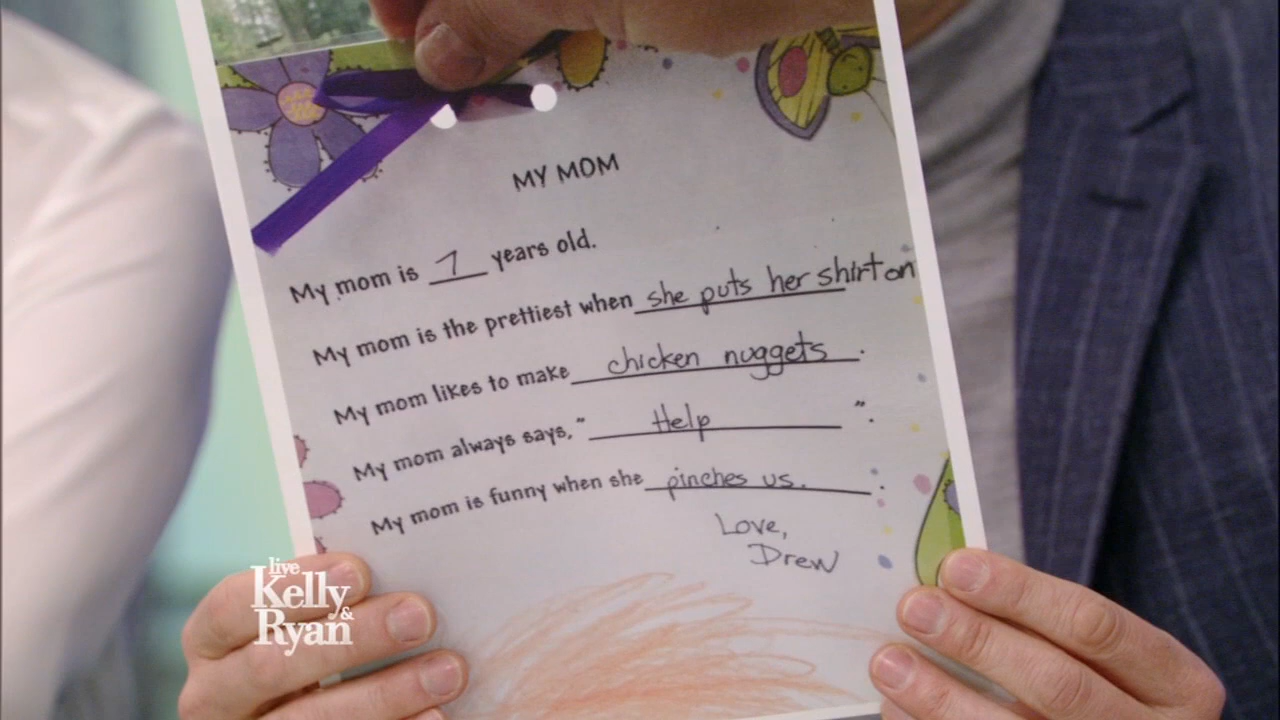 MY MOM
My mom is 7 years old.
My mom is the prettiest when she puts her shirt on
My mom likes to make chicken nuggets.
My mom always says, "Help".
My mom is funny when she pinches us..
Love,
Drew
live
Kelly
&
Ryan